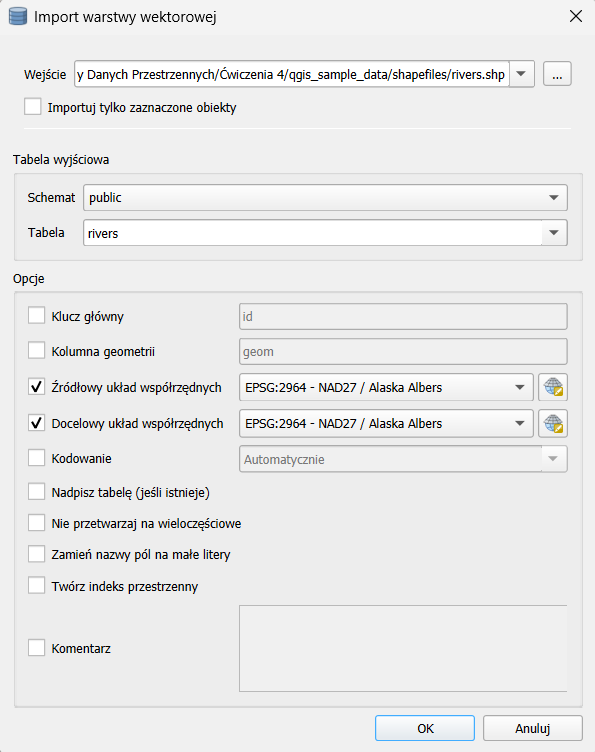 Import warstwy wektorowej
Wejście y Danych Przestrzennych/Ćwiczenia 4/qgis_sample_data/shapefiles/rivers.shp ...
Importuj tylko zaznaczone obiekty
Tabela wyjściowa
Schemat public
Tabela rivers
Opcje
Klucz główny id
Kolumna geometrii geom
Źródłowy układ współrzędnych EPSG:2964 - NAD27 / Alaska Albers
Docelowy układ współrzędnych EPSG:2964 - NAD27 / Alaska Albers
Kodowanie Automatycznie
Nadpisz tabelę (jeśli istnieje)
Nie przetwarzaj na wieloczęściowe
Zamień nazwy pól na małe litery
Twórz indeks przestrzenny
Komentarz
OK Anuluj